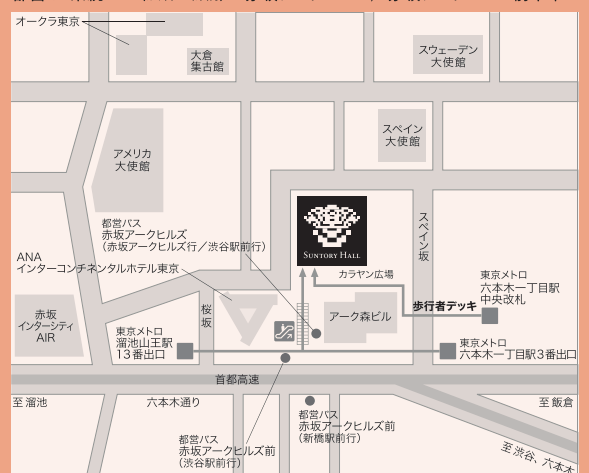 オークラ東京
大倉
集古館
スウェーデン
大使館
アメリカ
大使館
スペイン
大使館
都営バス
赤坂アークヒルズ
(赤坂アークヒルズ行／渋谷駅前行)
SUNTORY HALL
スペイン坂
カラヤン広場
ANA
インターコンチネンタルホテル東京
東京メトロ
六本木一丁目駅
中央改札
歩行者デッキ
赤坂
インターシティ
AIR
桜坂
アーク森ビル
東京メトロ
溜池山王駅
13番出口
東京メトロ
六本木一丁目駅3番出口
首都高速
至 溜池
六本木通り
至 飯倉
都営バス
赤坂アークヒルズ前
(新橋駅前行)
都営バス
赤坂アークヒルズ前
(渋谷駅前行)
至 渋谷、六本木